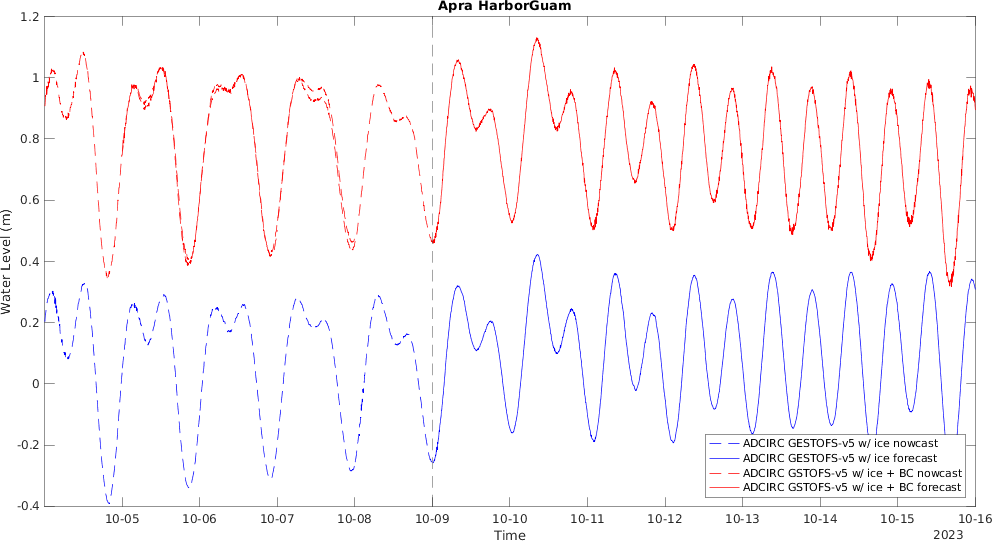 Apra HarborGuam
1.2
1
0.8
0.6
0.4
0.2
0
-0.2
-0.4
Water Level (m)
ADCIRC GESTOFS-v5 w/ ice nowcast
ADCIRC GESTOFS-v5 w/ ice forecast
ADCIRC GSTOFS-v5 w/ ice + BC nowcast
ADCIRC GSTOFS-v5 w/ ice + BC forecast
10-05 10-06 10-07 10-08 10-09 10-10 10-11 10-12 10-13 10-14 10-15 10-16
Time
2023